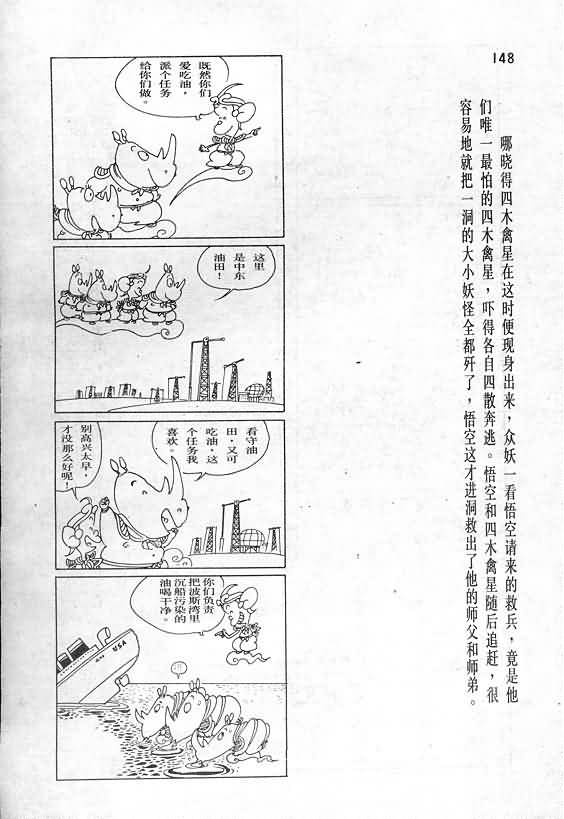 148
哪晓得四木禽星在这时便现身出来，众妖一看悟空请来的救兵，竟是他
们唯一最怕的四木禽星，吓得各自四散奔逃。悟空和四木禽星随后追赶，很
容易地就把一洞的大小妖怪全都歼了，悟空这才进洞救出了他的师父和师弟。
既然你们
爱吃油，
派个任务
给你们做。
这里
是中东
油田！
看守油
田，又可
吃油，这
个任务我
喜欢。
别高兴太早，
才没那么好呢！
你们负责
把波斯湾里
沉船污染的
油喝干净。
USA